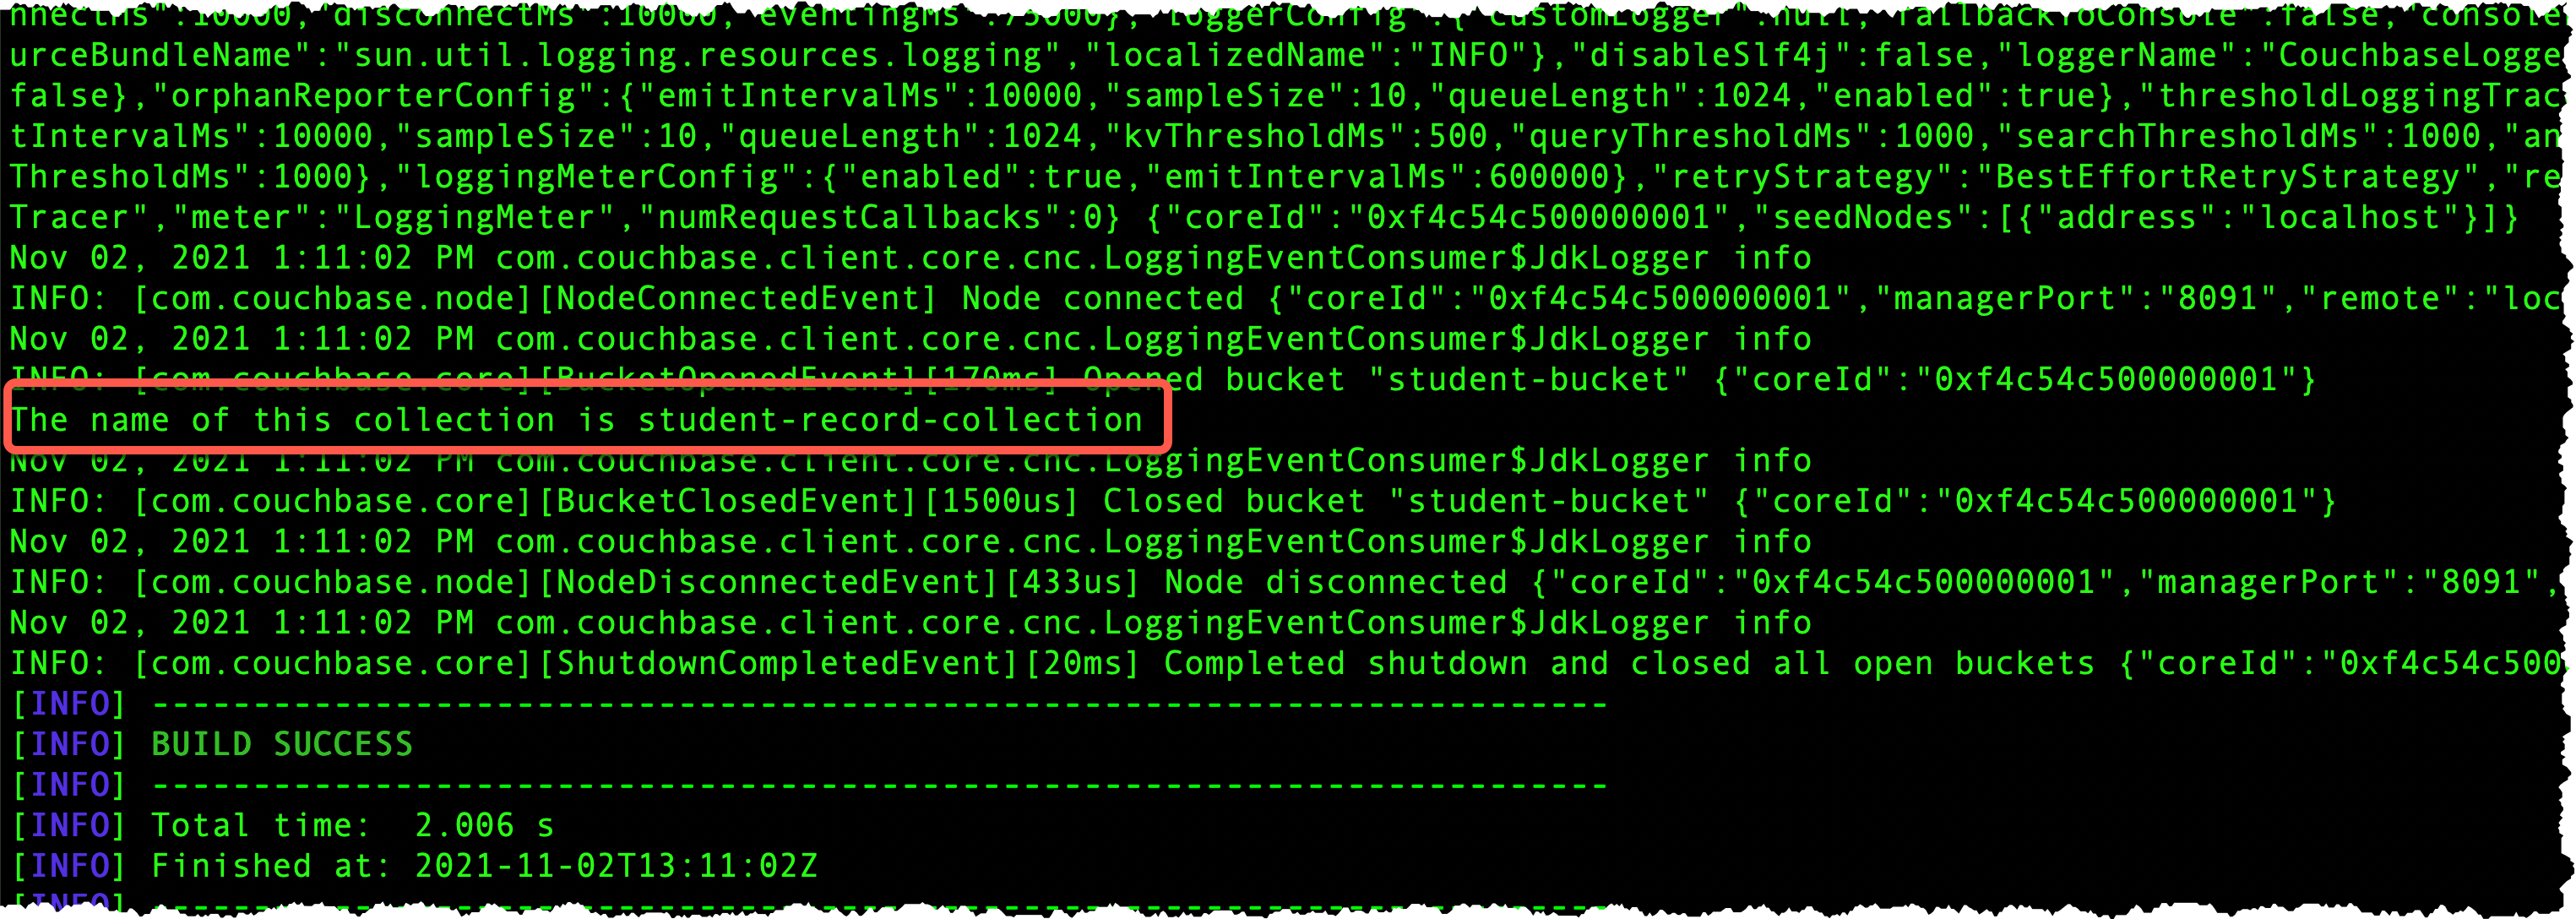 nnectMs":10000,"disconnectMs":10000,"eventingMs":75000},"loggerConfig":{"customLogger":null,"fallbackToConsole":false,"console
urceBundleName":"sun.util.logging.resources.logging","localizedName":"INFO"},"disableSlf4j":false,"loggerName":"CouchbaseLogge
false},"orphanReporterConfig":{"emitIntervalMs":10000,"sampleSize":10,"queueLength":1024,"enabled":true},"thresholdLoggingTrac
tIntervalMs":10000,"sampleSize":10,"queueLength":1024,"kvThresholdMs":500,"queryThresholdMs":1000,"searchThresholdMs":1000,"an
ThresholdMs":1000},"loggingMeterConfig":{"enabled":true,"emitIntervalMs":600000},"retryStrategy":"BestEffortRetryStrategy","re
Tracer","meter":"LoggingMeter","numRequestCallbacks":0} {"coreId":"0xf4c54c500000001","seedNodes":[{"address":"localhost"}]}
Nov 02, 2021 1:11:02 PM com.couchbase.client.core.cnc.LoggingEventConsumer$JdkLogger info
INFO: [com.couchbase.node][NodeConnectedEvent] Node connected {"coreId":"0xf4c54c500000001","managerPort":"8091","remote":"loc
Nov 02, 2021 1:11:02 PM com.couchbase.client.core.cnc.LoggingEventConsumer$JdkLogger info
INFO: [com.couchbase.core][BucketOpenedEvent][170ms] Opened bucket "student-bucket" {"coreId":"0xf4c54c500000001"}
The name of this collection is student-record-collection
Nov 02, 2021 1:11:02 PM com.couchbase.client.core.cnc.LoggingEventConsumer$JdkLogger info
INFO: [com.couchbase.core][BucketClosedEvent][1500us] Closed bucket "student-bucket" {"coreId":"0xf4c54c500000001"}
Nov 02, 2021 1:11:02 PM com.couchbase.client.core.cnc.LoggingEventConsumer$JdkLogger info
INFO: [com.couchbase.node][NodeDisconnectedEvent][433us] Node disconnected {"coreId":"0xf4c54c500000001","managerPort":"8091",
Nov 02, 2021 1:11:02 PM com.couchbase.client.core.cnc.LoggingEventConsumer$JdkLogger info
INFO: [com.couchbase.core][ShutdownCompletedEvent][20ms] Completed shutdown and closed all open buckets {"coreId":"0xf4c54c500
[INFO] ------------------------------------------------------------------------
[INFO] BUILD SUCCESS
[INFO] ------------------------------------------------------------------------
[INFO] Total time:  2.006 s
[INFO] Finished at: 2021-11-02T13:11:02Z
[INFO] ------------------------------------------------------------------------